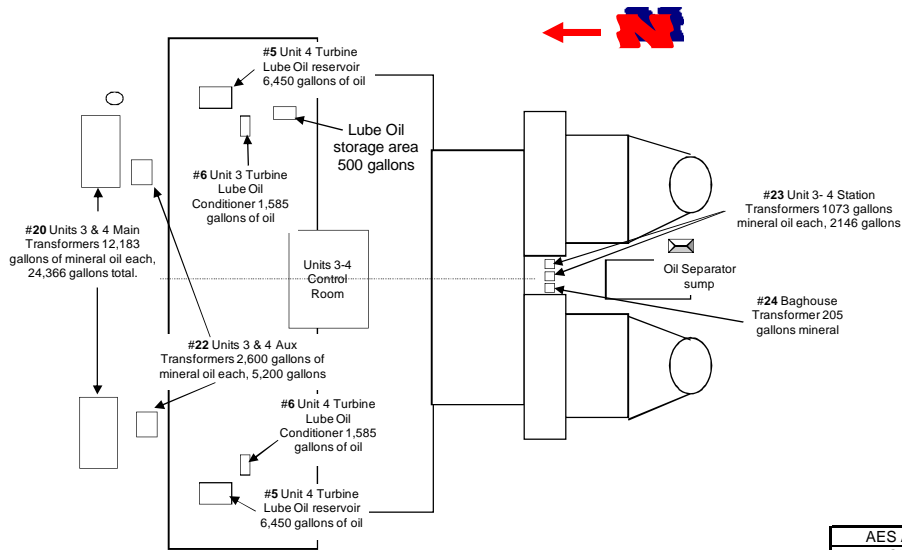 N
#5 Unit 4 Turbine
Lube Oil reservoir
6,450 gallons of oil
Lube Oil
storage area
500 gallons
#6 Unit 3 Turbine
Lube Oil
Conditioner 1,585
gallons of oil
#20 Units 3 & 4 Main
Transformers 12,183
gallons of mineral oil each,
24,366 gallons total.
Units 3-4
Control
Room
#23 Unit 3- 4 Station
Transformers 1073 gallons
mineral oil each, 2146 gallons
Oil Separator
sump
#24 Baghouse
Transformer 205
gallons mineral
#22 Units 3 & 4 Aux
Transformers 2,600 gallons of
mineral oil each, 5,200 gallons
#6 Unit 4 Turbine
Lube Oil
Conditioner 1,585
gallons of oil
#5 Unit 4 Turbine
Lube Oil reservoir
6,450 gallons of oil
AES